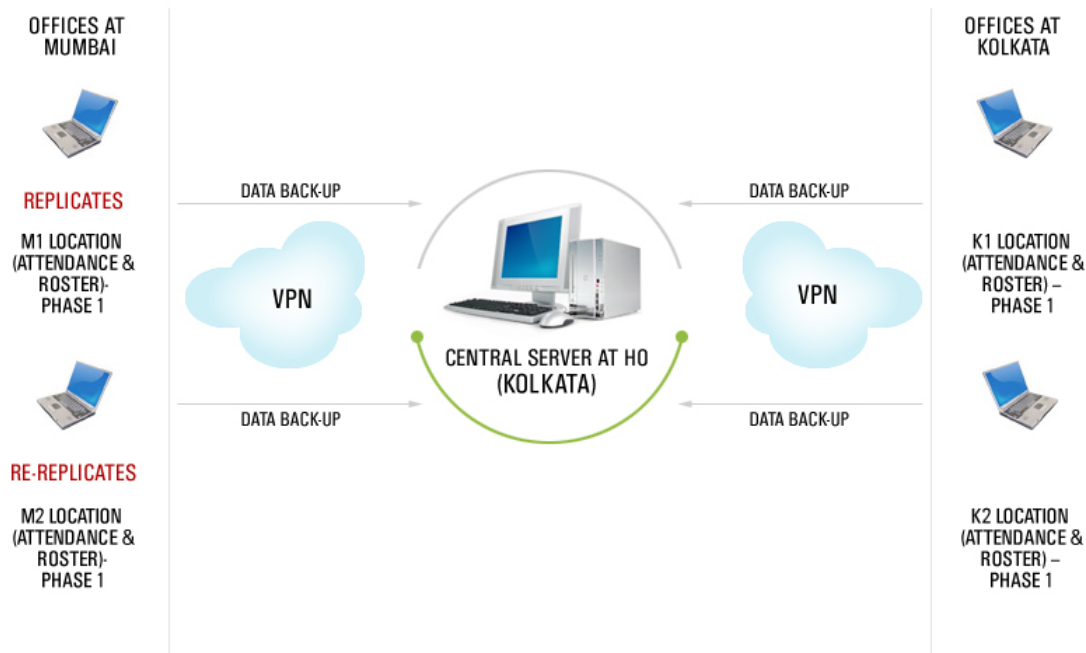 OFFICES AT
MUMBAI
REPLICATES
M1 LOCATION
(ATTENDANCE &
ROSTER)-
PHASE 1
RE-REPLICATES
M2 LOCATION
(ATTENDANCE &
ROSTER)-
PHASE 1
DATA BACK-UP
VPN
DATA BACK-UP
CENTRAL SERVER AT HO
(KOLKATA)
DATA BACK-UP
VPN
DATA BACK-UP
OFFICES AT
KOLKATA
K1 LOCATION
(ATTENDANCE &
ROSTER) –
PHASE 1
K2 LOCATION
(ATTENDANCE &
ROSTER) –
PHASE 1